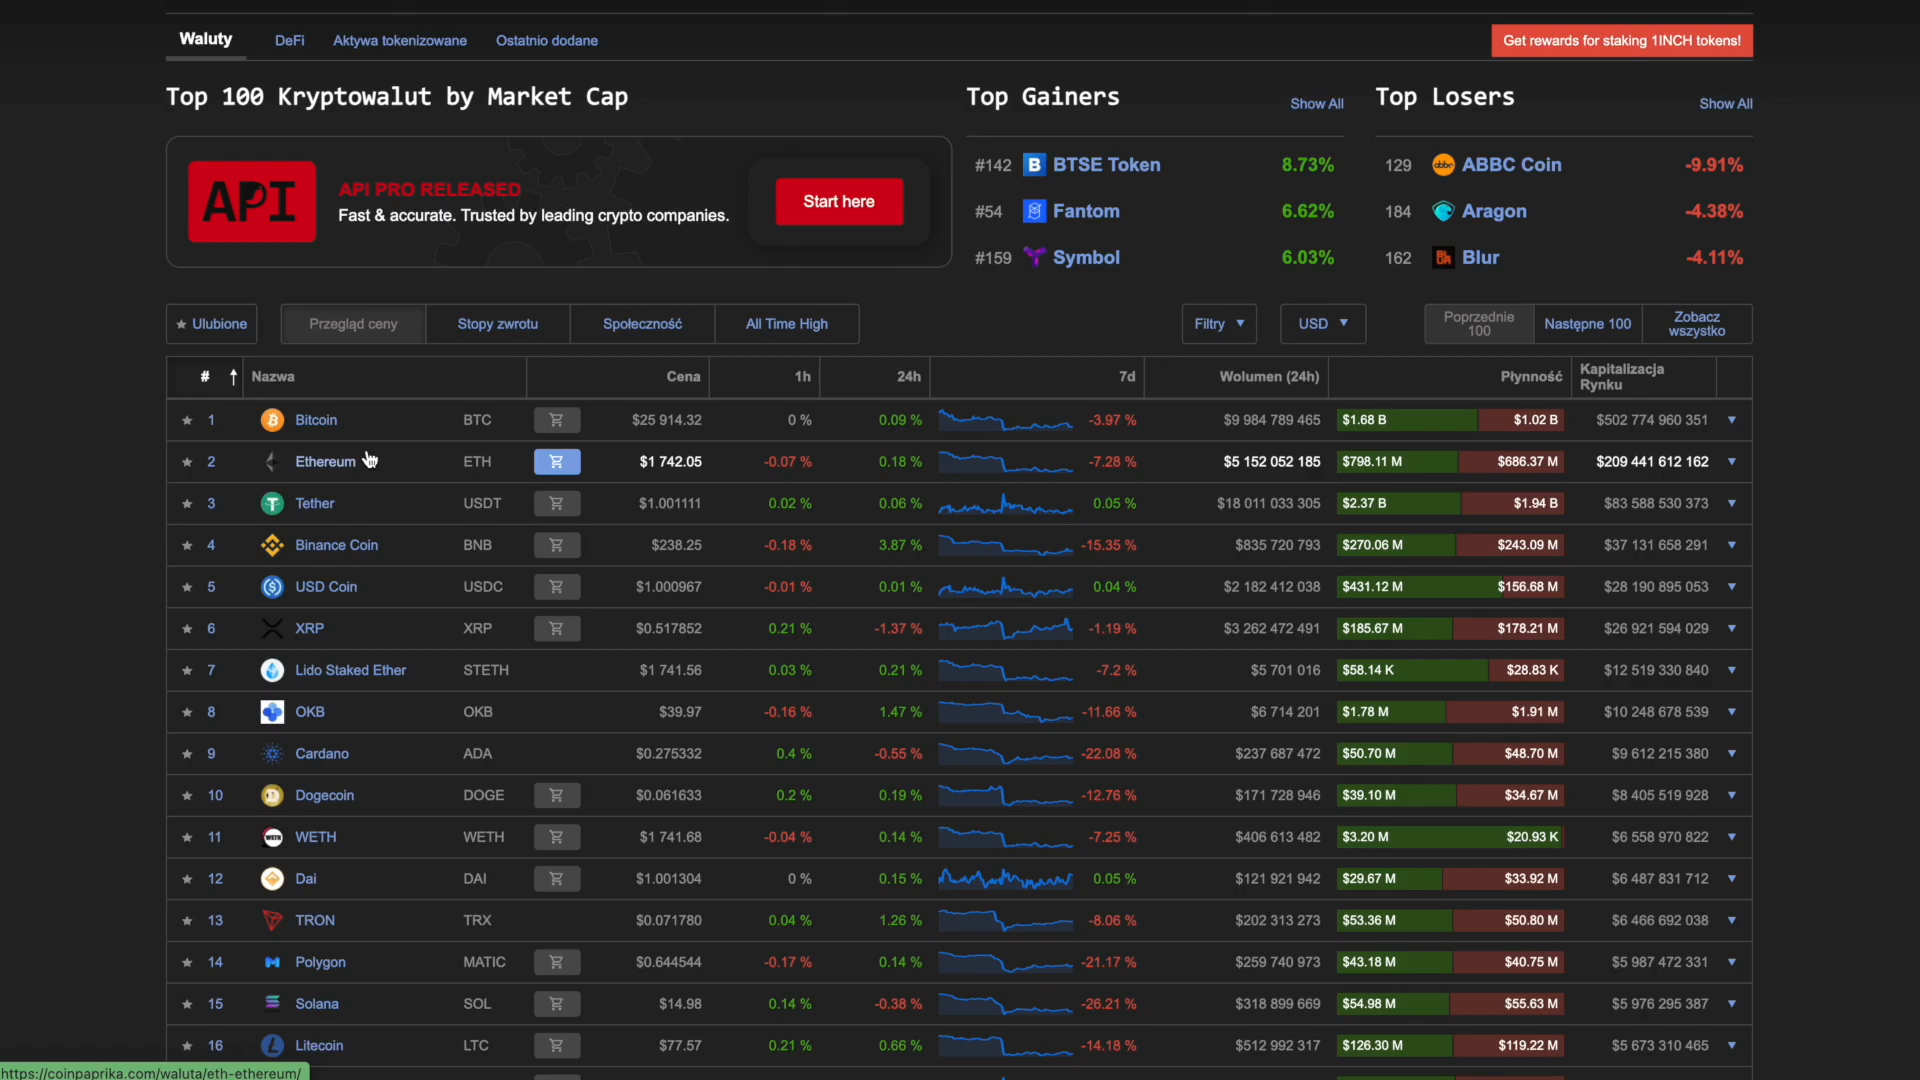 Waluty DeFi Aktywa tokenizowane Ostatnio dodane Get rewards for staking 1INCH tokens!
Top 100 Kryptowalut by Market Cap
API
API PRO RELEASED
Fast & accurate. Trusted by leading crypto companies.
Start here
Top Gainers Show All
#142 B BTSE Token 8.73%
#54 Fantom 6.62%
#159 Symbol 6.03%
Top Losers Show All
129 abbc ABBC Coin -9.91%
184 Aragon -4.38%
162 Blur -4.11%
Ulubione Przegląd ceny Stopy zwrotu Społeczność All Time High Filtry USD Poprzednie 100 Następne 100 Zobacz wszystko
# Nazwa Cena 1h 24h 7d Wolumen (24h) Płynność Kapitalizacja Rynku
1 Bitcoin BTC $25 914.32 0 % 0.09 % -3.97 % $9 984 789 465 $1.68 B $1.02 B $502 774 960 351
2 Ethereum ETH $1 742.05 -0.07 % 0.18 % -7.28 % $5 152 052 185 $798.11 M $686.37 M $209 441 612 162
3 Tether USDT $1.001111 0.02 % 0.06 % 0.05 % $18 011 033 305 $2.37 B $1.94 B $83 588 530 373
4 Binance Coin BNB $238.25 -0.18 % 3.87 % -15.35 % $835 720 793 $270.06 M $243.09 M $37 131 658 291
5 USD Coin USDC $1.000967 -0.01 % 0.01 % 0.04 % $2 182 412 038 $431.12 M $156.68 M $28 190 895 053
6 XRP XRP $0.517852 0.21 % -1.37 % -1.19 % $3 262 472 491 $185.67 M $178.21 M $26 921 594 029
7 Lido Staked Ether STETH $1 741.56 0.03 % 0.21 % -7.2 % $5 701 016 $58.14 K $28.83 K $12 519 330 840
8 OKB OKB $39.97 -0.16 % 1.47 % -11.66 % $6 714 201 $1.78 M $1.91 M $10 248 678 539
9 Cardano ADA $0.275332 0.4 % -0.55 % -22.08 % $237 687 472 $50.70 M $48.70 M $9 612 215 380
10 Dogecoin DOGE $0.061633 0.2 % 0.19 % -12.76 % $171 728 946 $39.10 M $34.67 M $8 405 519 928
11 WETH WETH $1 741.68 -0.04 % 0.14 % -7.25 % $406 613 482 $3.20 M $20.93 K $6 558 970 822
12 Dai DAI $1.001304 0 % 0.15 % 0.05 % $121 921 942 $29.67 M $33.92 M $6 487 831 712
13 TRON TRX $0.071780 0.04 % 1.26 % -8.06 % $202 313 273 $53.36 M $50.80 M $6 466 692 038
14 Polygon MATIC $0.644544 -0.17 % 0.14 % -21.17 % $259 740 973 $43.18 M $40.75 M $5 987 472 331
15 Solana SOL $14.98 0.14 % -0.38 % -26.21 % $318 899 669 $54.98 M $55.63 M $5 976 295 387
16 Litecoin LTC $77.57 0.21 % 0.66 % -14.18 % $512 992 317 $126.30 M $119.22 M $5 673 310 465
https://coinpaprika.com/waluta/eth-ethereum/